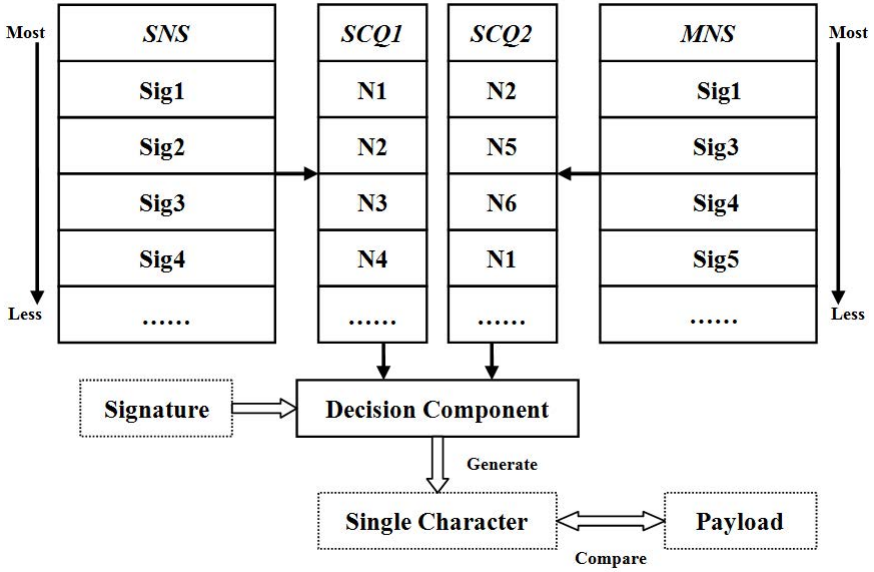 Most SNS SCQ1 SCQ2 MNS Most
Sig1 N1 N2 Sig1
Sig2 N2 N5 Sig3
Sig3 N3 N6 Sig4
Sig4 N4 N1 Sig5
Less ...... ...... ...... ...... Less
Signature Decision Component
Generate
Single Character Payload
Compare